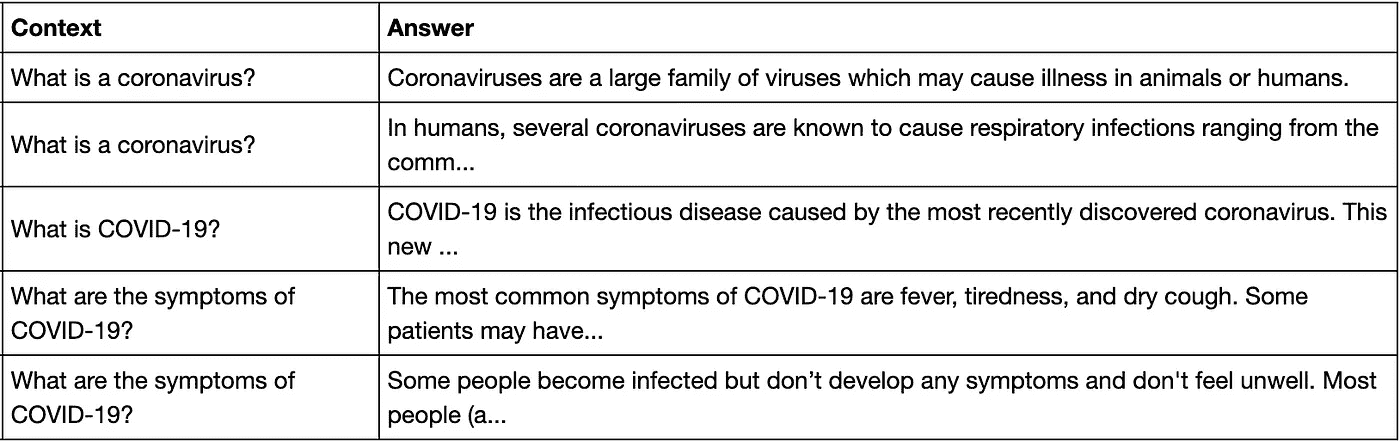 Context Answer
What is a coronavirus? Coronaviruses are a large family of viruses which may cause illness in animals or humans.
What is a coronavirus? In humans, several coronaviruses are known to cause respiratory infections ranging from the
comm...
What is COVID-19? COVID-19 is the infectious disease caused by the most recently discovered coronavirus. This
new ...
What are the symptoms of The most common symptoms of COVID-19 are fever, tiredness, and dry cough. Some
COVID-19? patients may have...
What are the symptoms of Some people become infected but don’t develop any symptoms and don't feel unwell. Most
COVID-19? people (a...